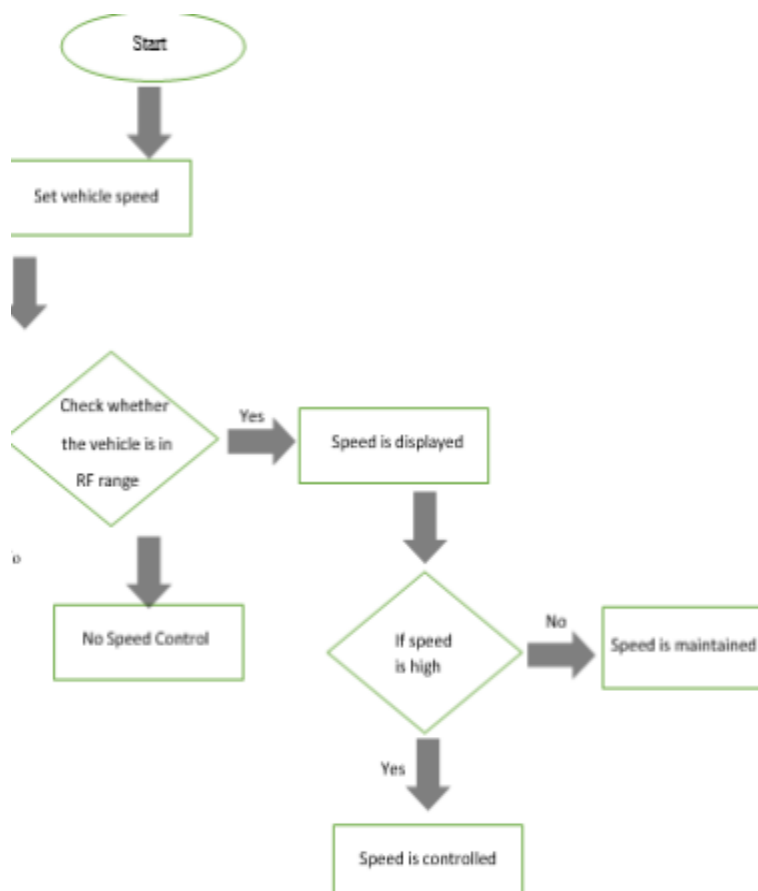 Start
Set vehicle speed
Check whether
the vehicle is in
RF range
Yes
Speed is displayed
No Speed Control
If speed
is high
No
Speed is maintained
Yes
Speed is controlled